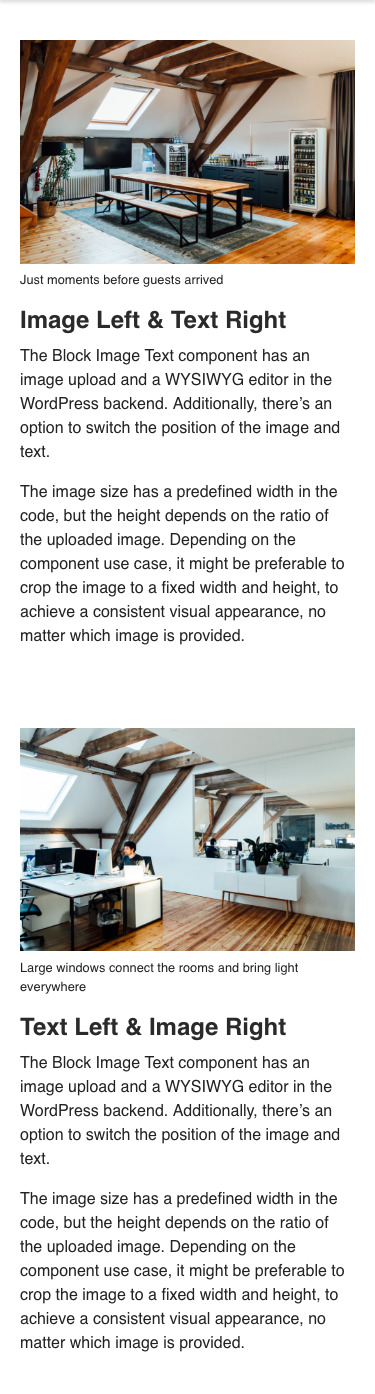 Just moments before guests arrived
Image Left & Text Right
The Block Image Text component has an
image upload and a WYSIWYG editor in the
WordPress backend. Additionally, there’s an
option to switch the position of the image and
text.
The image size has a predefined width in the
code, but the height depends on the ratio of
the uploaded image. Depending on the
component use case, it might be preferable to
crop the image to a fixed width and height, to
achieve a consistent visual appearance, no
matter which image is provided.
bleech
Large windows connect the rooms and bring light
everywhere
Text Left & Image Right
The Block Image Text component has an
image upload and a WYSIWYG editor in the
WordPress backend. Additionally, there’s an
option to switch the position of the image and
text.
The image size has a predefined width in the
code, but the height depends on the ratio of
the uploaded image. Depending on the
component use case, it might be preferable to
crop the image to a fixed width and height, to
achieve a consistent visual appearance, no
matter which image is provided.